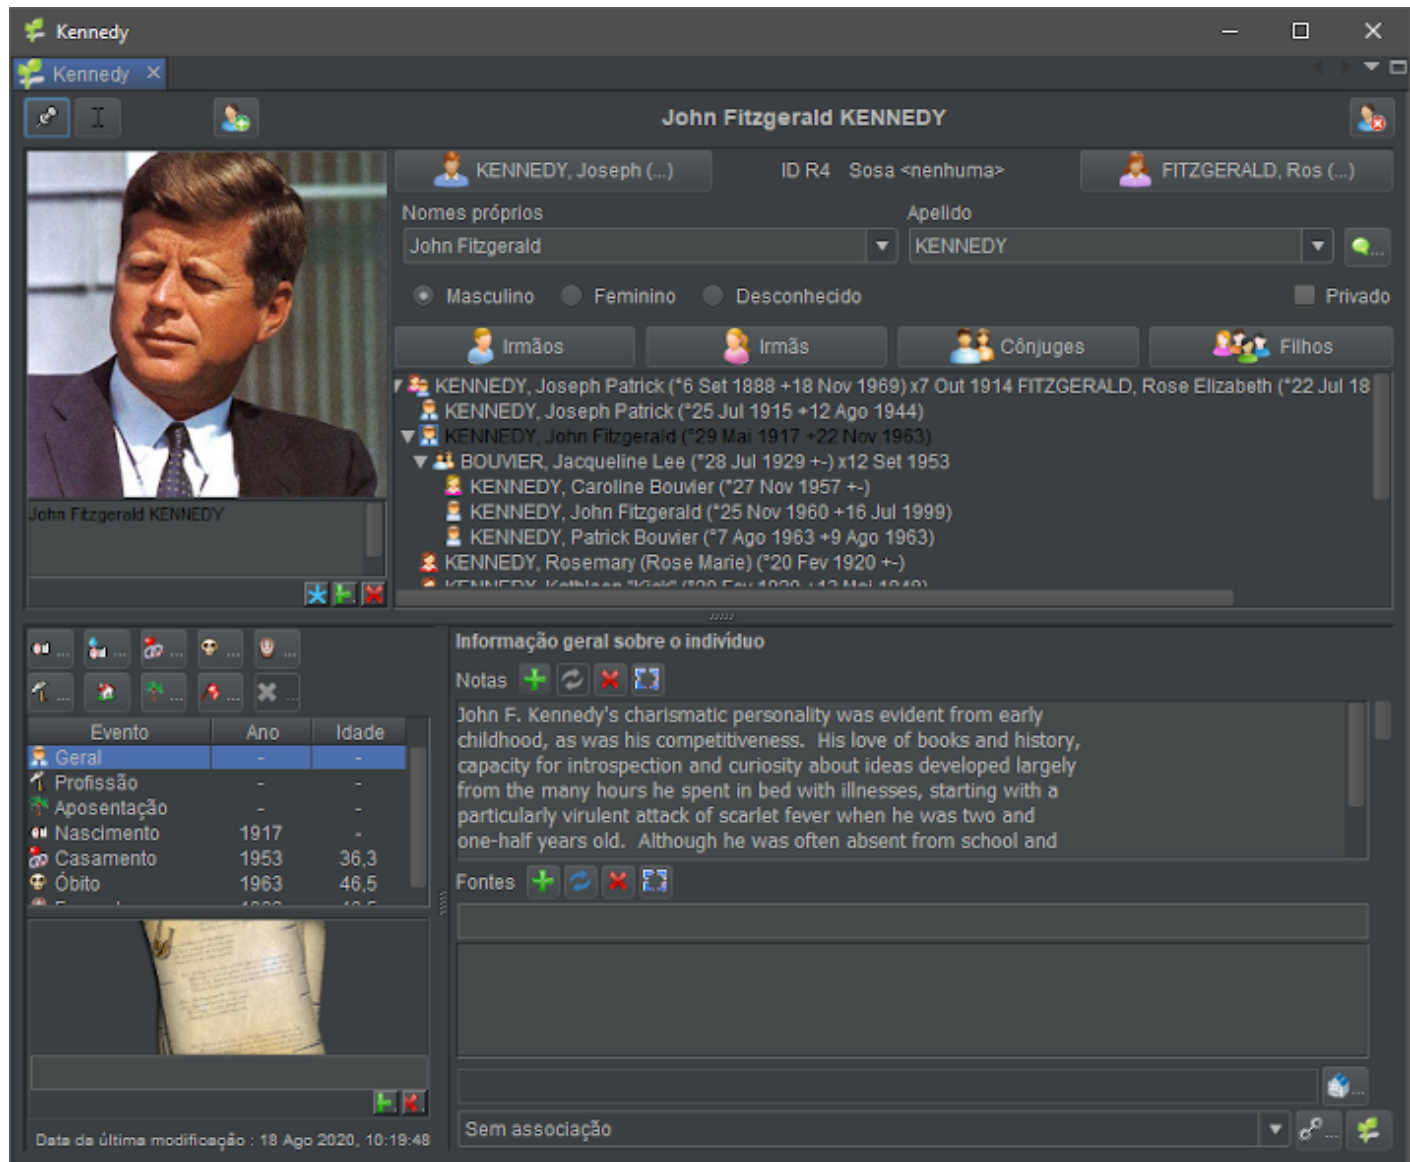 Kennedy
Kennedy
John Fitzgerald KENNEDY
KENNEDY, Joseph (...)
ID R4 Sosa <nenhuma>
FITZGERALD, Ros (...)
Nomes próprios
Apelido
John Fitzgerald
KENNEDY
...
Masculino Feminino Desconhecido
Privado
Irmãos
Irmãs
Cônjuges
Filhos
KENNEDY, Joseph Patrick (*6 Set 1888 +18 Nov 1969) x7 Out 1914 FITZGERALD, Rose Elizabeth (*22 Jul 18
KENNEDY, Joseph Patrick (*25 Jul 1915 +12 Ago 1944)
KENNEDY, John Fitzgerald (*29 Mai 1917 +22 Nov 1963)
BOUVIER, Jacqueline Lee (*28 Jul 1929 +-) x12 Set 1953
KENNEDY, Caroline Bouvier (*27 Nov 1957 +-)
KENNEDY, John Fitzgerald (*25 Nov 1960 +16 Jul 1999)
KENNEDY, Patrick Bouvier (*7 Ago 1963 +9 Ago 1963)
KENNEDY, Rosemary (Rose Marie) (*20 Fev 1920 +-)
KENNEDY, Kathleen "Kick" (*20 Fev 1920 +13 Mai 1948)
John Fitzgerald KENNEDY
... ... ... ... ...
... ... ... ...
Evento Ano Idade
Geral - -
Profissão - -
Aposentação - -
Nascimento 1917 -
Casamento 1953 36,3
Óbito 1963 46,5
Data da última modificação : 18 Ago 2020, 10:19:48
Informação geral sobre o indivíduo
Notas
John F. Kennedy's charismatic personality was evident from early
childhood, as was his competitiveness. His love of books and history,
capacity for introspection and curiosity about ideas developed largely
from the many hours he spent in bed with illnesses, starting with a
particularly virulent attack of scarlet fever when he was two and
one-half years old. Although he was often absent from school and
Fontes
...
Sem associação
...